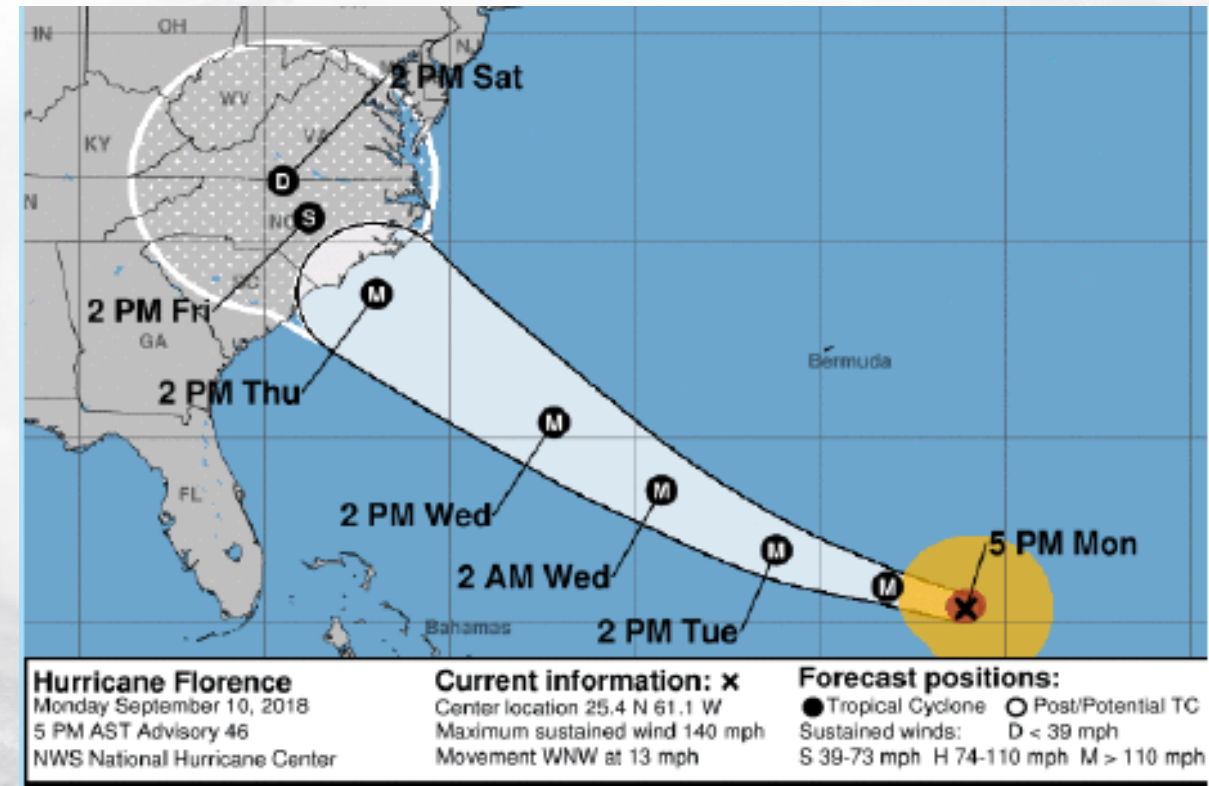 IN
OH
NJ
2 PM Sat
WV
KY
VA
D
N
NC
S
SC
2 PM Fri
M
GA
Bermuda
2 PM Thu
M
FL
M
2 PM Wed
5 PM Mon
M
2 AM Wed
M
Bahamas
2 PM Tue
Hurricane Florence
Monday September 10, 2018
5 PM AST Advisory 46
NWS National Hurricane Center
Current information: x
Center location 25.4 N 61.1 W
Maximum sustained wind 140 mph
Movement WNW at 13 mph
Forecast positions:
Tropical Cyclone Post/Potential TC
Sustained winds: D < 39 mph
S 39-73 mph H 74-110 mph M > 110 mph